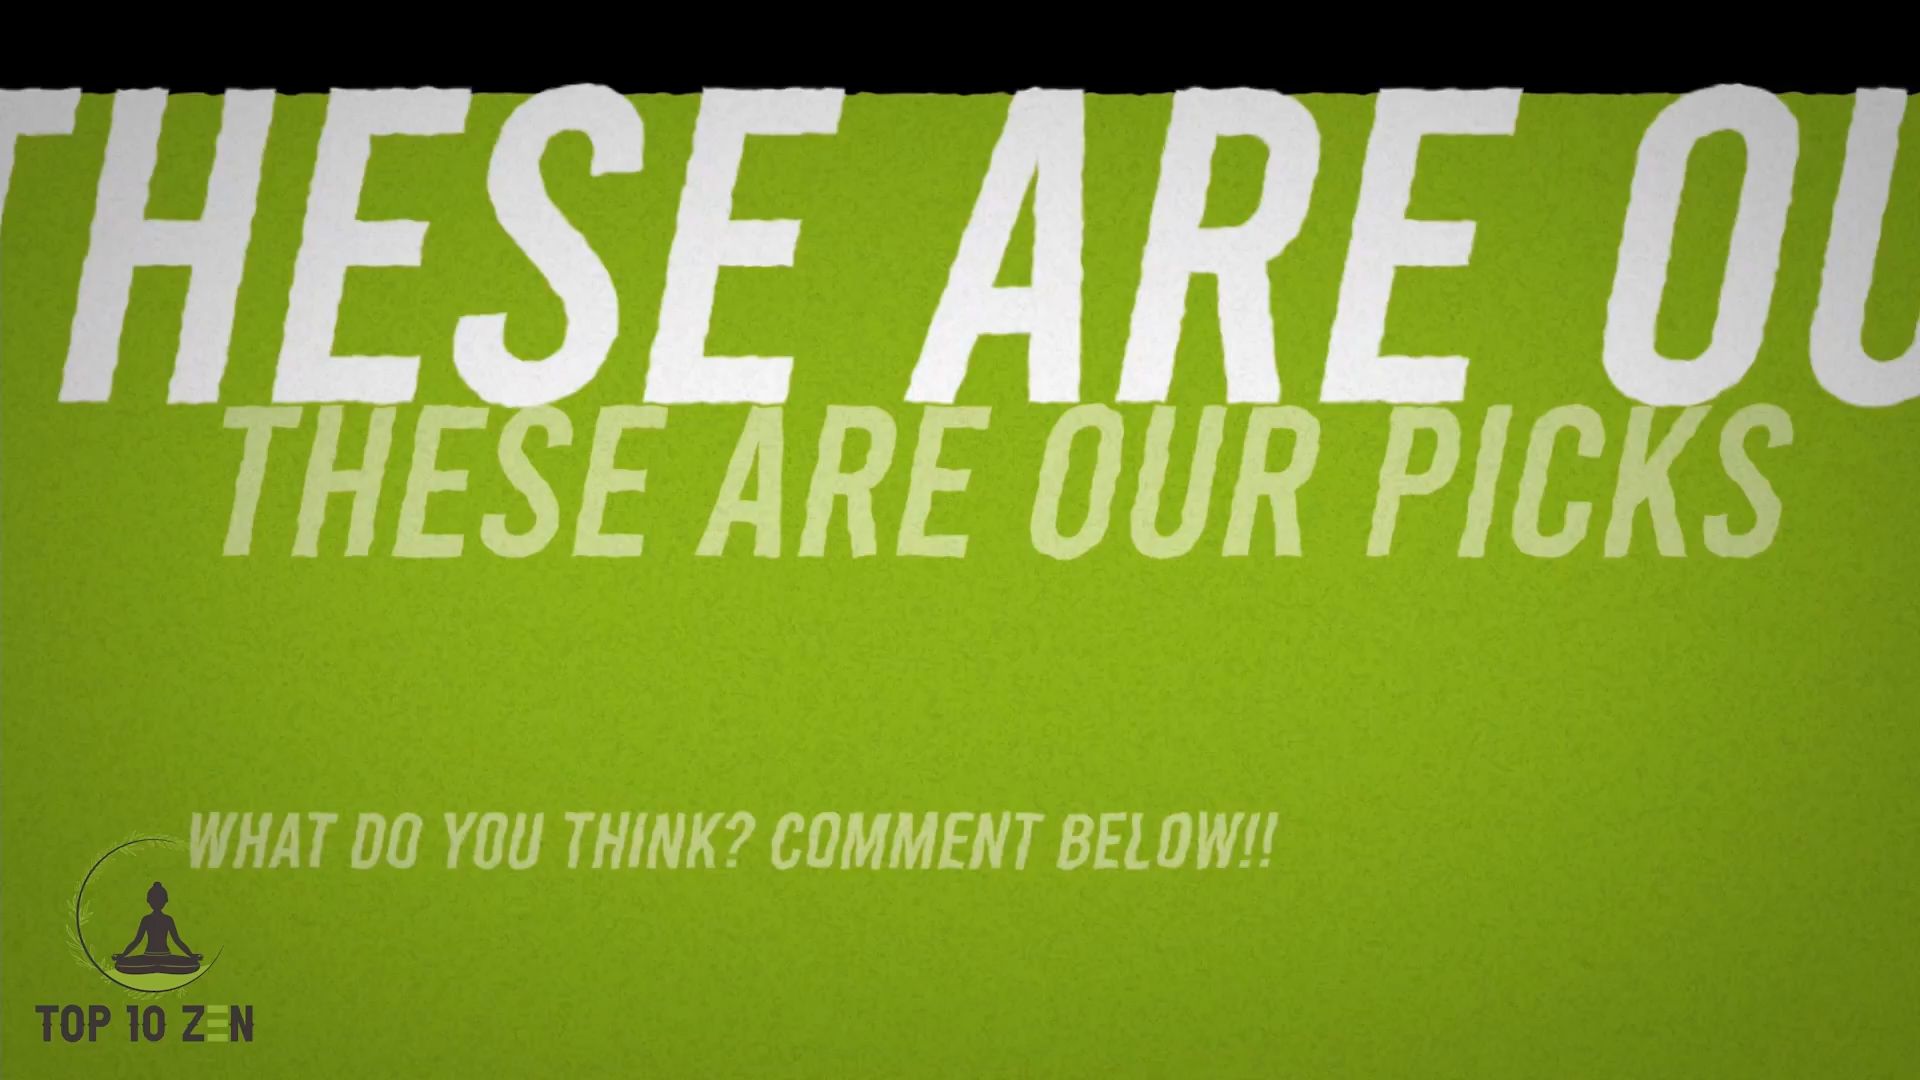 THESE ARE OU
THESE ARE OUR PICKS
WHAT DO YOU THINK? COMMENT BELOW!!
TOP 10 ZEN